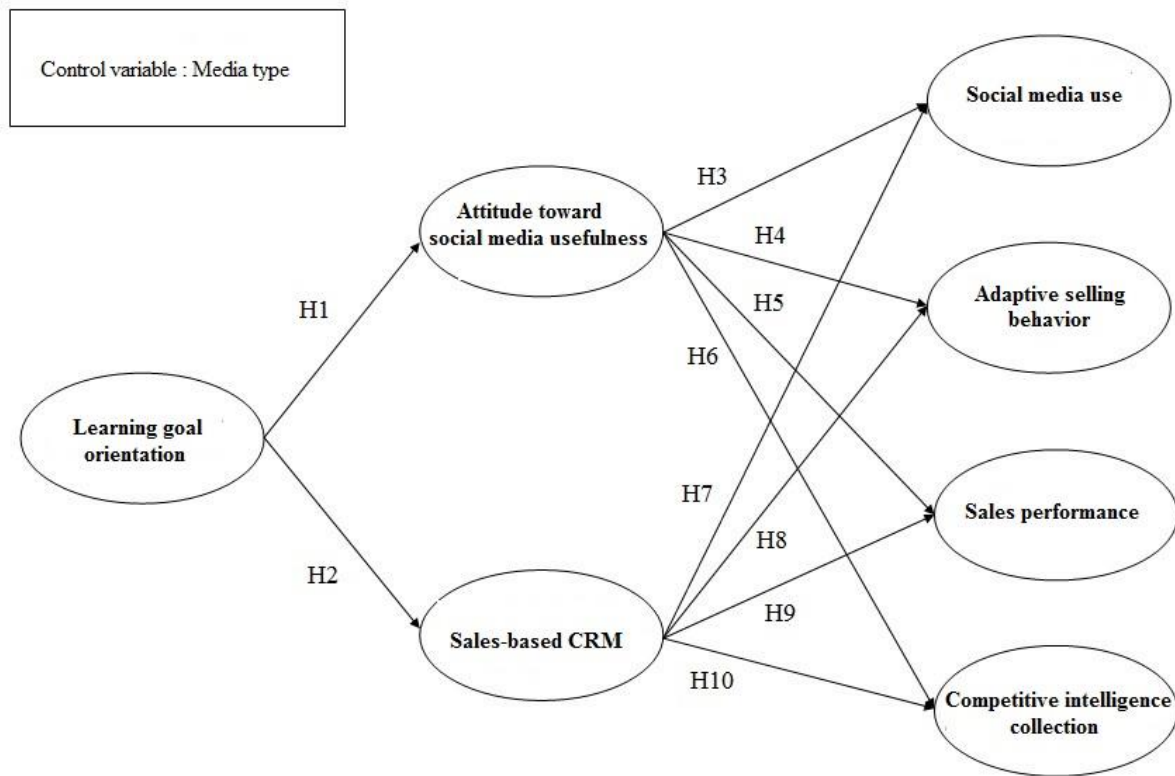 Control variable : Media type
Social media use
H3
Attitude toward
social media usefulness
H4
Adaptive selling
behavior
H5
H1
H6
Learning goal
orientation
H7
Sales performance
H8
H2
H9
Sales-based CRM
H10
Competitive intelligence
collection